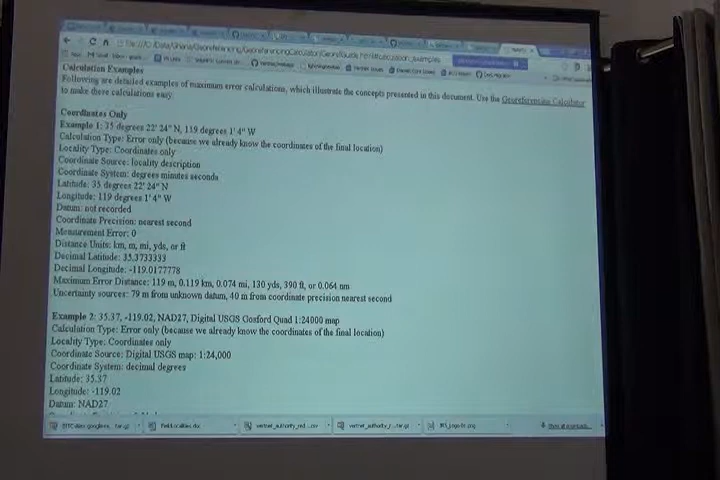 Calculation Examples
Following are detailed examples of maximum error calculations, which illustrate the concepts presented in this document. Use the Georeferencing Calculator
to make these calculations easy.
Coordinates Only
Example 1: 35 degrees 22' 24" N, 119 degrees 1' 4" W
Calculation Type: Error only (because we already know the coordinates of the final location)
Locality Type: Coordinates only
Coordinate Source: locality description
Coordinate System: degrees minutes seconds
Latitude: 35 degrees 22' 24" N
Longitude: 119 degrees 1' 4" W
Datum: not recorded
Coordinate Precision: nearest second
Measurement Error: 0
Distance Units: km, m, mi, yds, or ft
Decimal Latitude: 35.3733333
Decimal Longitude: -119.0177778
Maximum Error Distance: 119 m, 0.119 km, 0.074 mi, 130 yds, 390 ft, or 0.064 nm
Uncertainty sources: 79 m from unknown datum, 40 m from coordinate precision nearest second
Example 2: 35.37, -119.02, NAD27, Digital USGS Gosford Quad 1:24000 map
Calculation Type: Error only (because we already know the coordinates of the final location)
Locality Type: Coordinates only
Coordinate Source: Digital USGS map: 1:24,000
Coordinate System: decimal degrees
Latitude: 35.37
Longitude: -119.02
Datum: NAD27